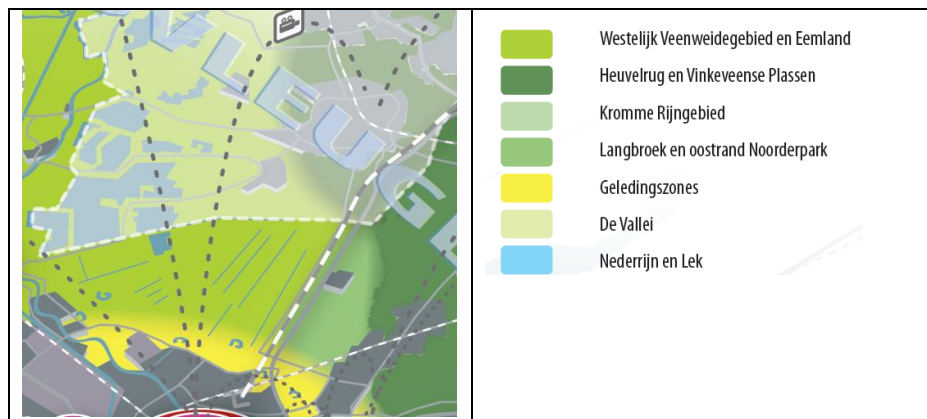 L
E
U
G
E
Westelijk Veenweidegebied en Eemland
Heuvelrug en Vinkeveense Plassen
Kromme Rijngebied
Langbroek en oostrand Noorderpark
Geledingszones
De Vallei
Nederrijn en Lek